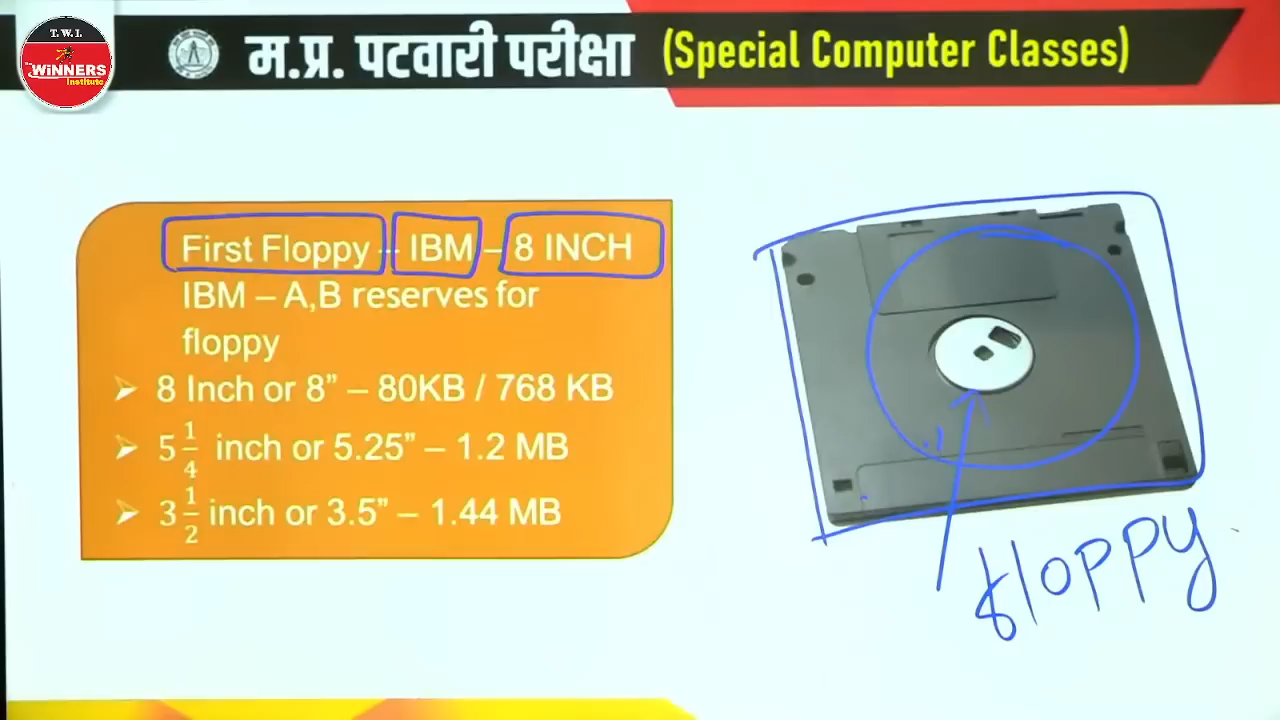 T.W.I.
WiNNERS
institute
म.प्र. पटवारी परीक्षा (Special Computer Classes)
First Floppy – IBM – 8 INCH
IBM – A,B reserves for
floppy
➤ 8 Inch or 8” – 80KB / 768 KB
➤ 5 1/4 inch or 5.25” – 1.2 MB
➤ 3 1/2 inch or 3.5” – 1.44 MB
floppy